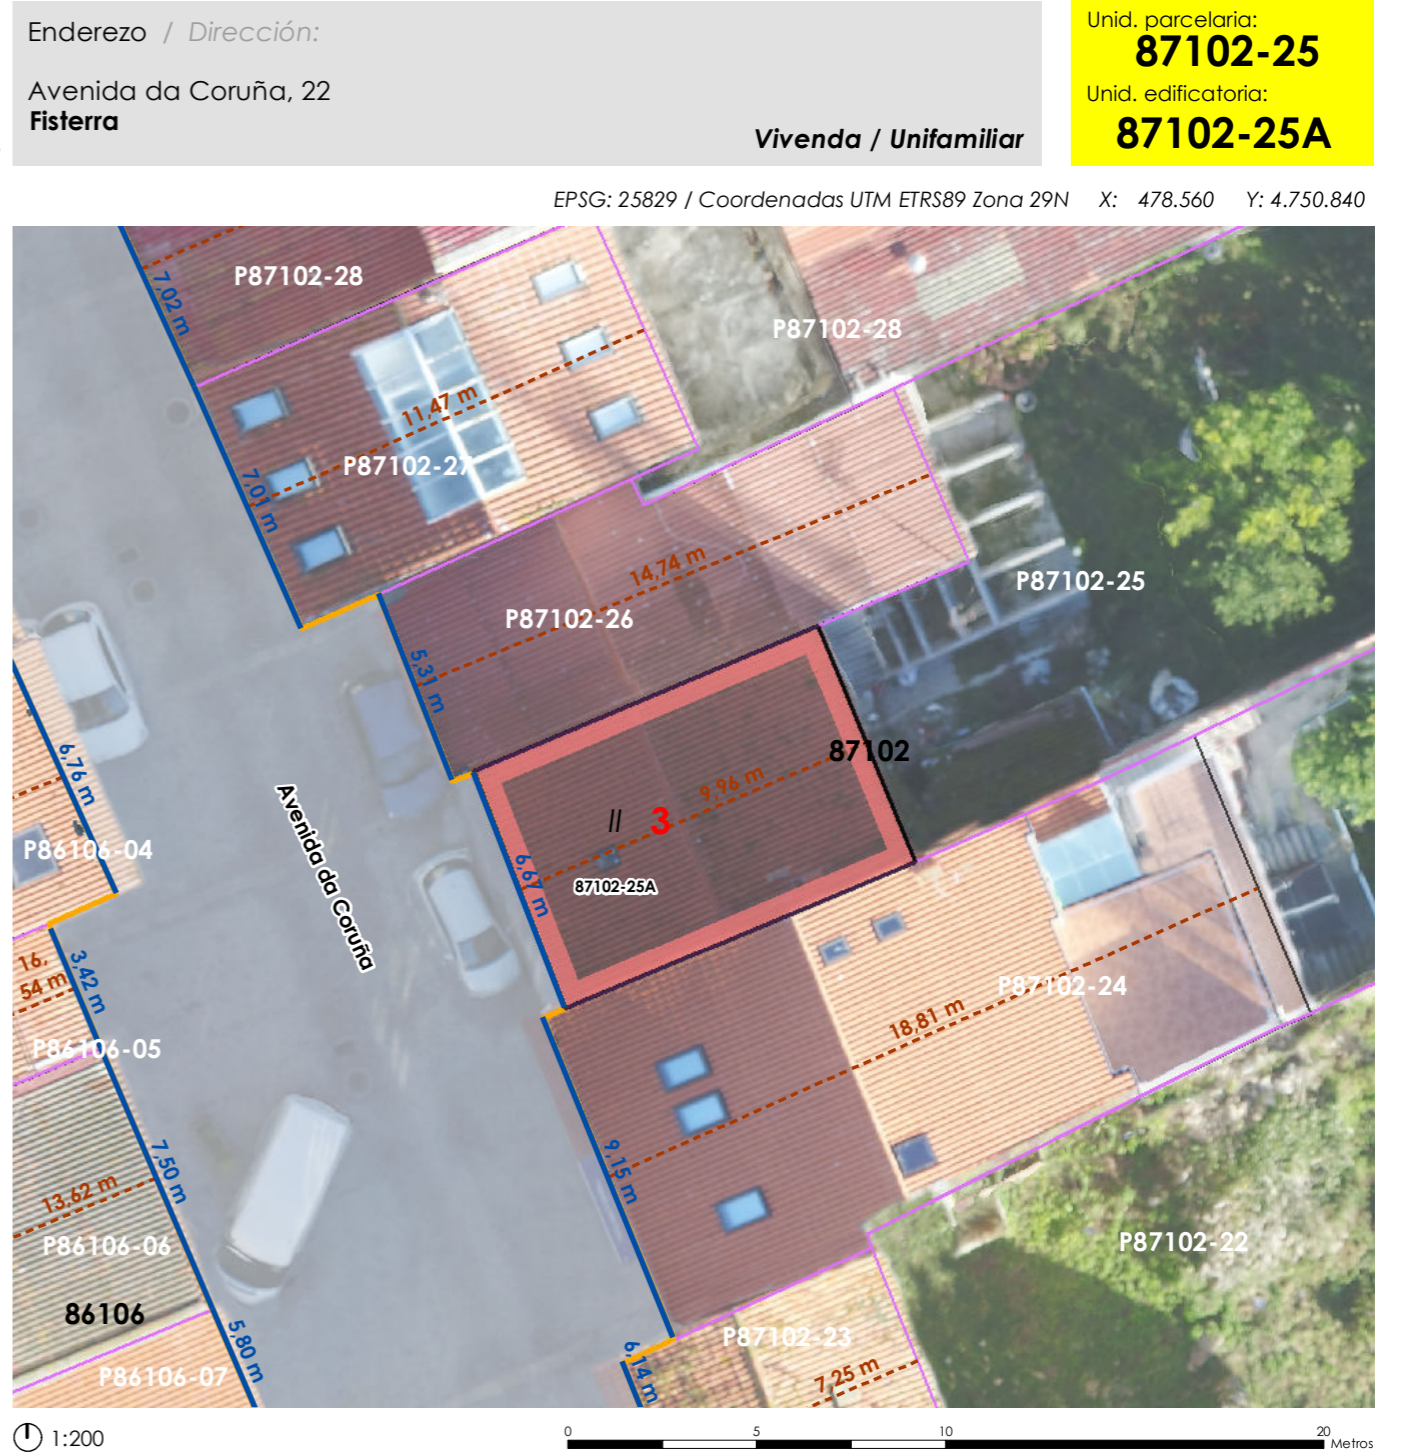 Enderezo / Dirección:
Avenida da Coruña, 22
Fisterra
Vivenda / Unifamiliar
Unid. parcelaria:
87102-25
Unid. edificatoria:
87102-25A
EPSG: 25829 / Coordenadas UTM ETRS89 Zona 29N X: 478.560 Y: 4.750.840
P87102-28
7,02 m
P87102-28
11,47 m
P87102-27
7,01 m
14,74 m
P87102-25
P87102-26
5,31 m
87102
6,76 m
9,96 m
Avenida da Coruña
// 3
P86106-04
6,67 m
87102-25A
16,
54 m
3,42 m
P87102-24
18,81 m
P86106-05
7,50 m
9,15 m
13,62 m
P86106-06
P87102-22
86106
5,80 m
P87102-23
6,14 m
7,25 m
P86106-07
1:200
0 5 10 20
Metros